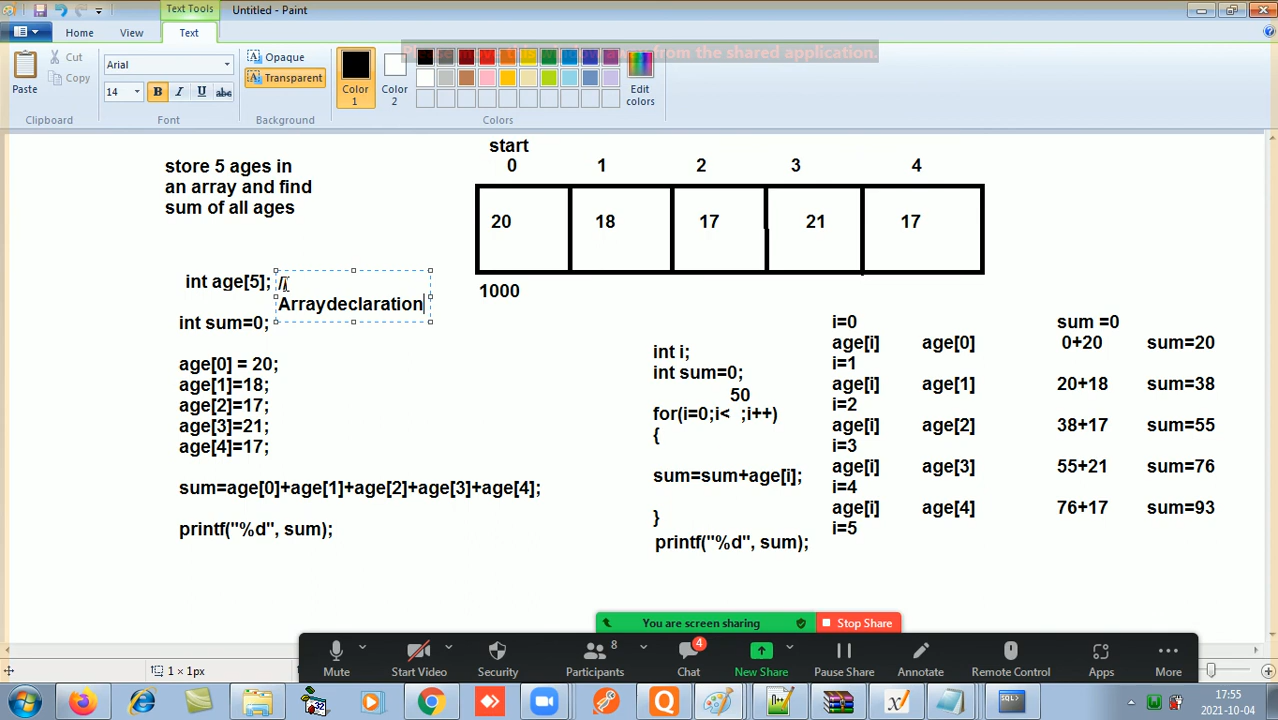 Text Tools
Untitled - Paint
Home
View
Text
Paste
Cut
Copy
Clipboard
Arial
14
B I U abc
Font
Opaque
Transparent
Background
Color
1
Color
2
Edit
colors
Colors
from the shared application.
store 5 ages in
an array and find
sum of all ages
start
0 1 2 3 4
20 18 17 21 17
1000
int age[5]; //
Arraydeclaration
int sum=0;
age[0] = 20;
age[1]=18;
age[2]=17;
age[3]=21;
age[4]=17;
sum=age[0]+age[1]+age[2]+age[3]+age[4];
printf("%d", sum);
int i;
int sum=0;
50
for(i=0;i< ;i++)
{
sum=sum+age[i];
}
printf("%d", sum);
i=0 sum =0
age[i] age[0] 0+20 sum=20
i=1
age[i] age[1] 20+18 sum=38
i=2
age[i] age[2] 38+17 sum=55
i=3
age[i] age[3] 55+21 sum=76
i=4
age[i] age[4] 76+17 sum=93
i=5
You are screen sharing
Stop Share
Mute
Start Video
Security
8
Participants
4
Chat
New Share
Pause Share
Annotate
Remote Control
Apps
More
1 × 1px
17:55
2021-10-04